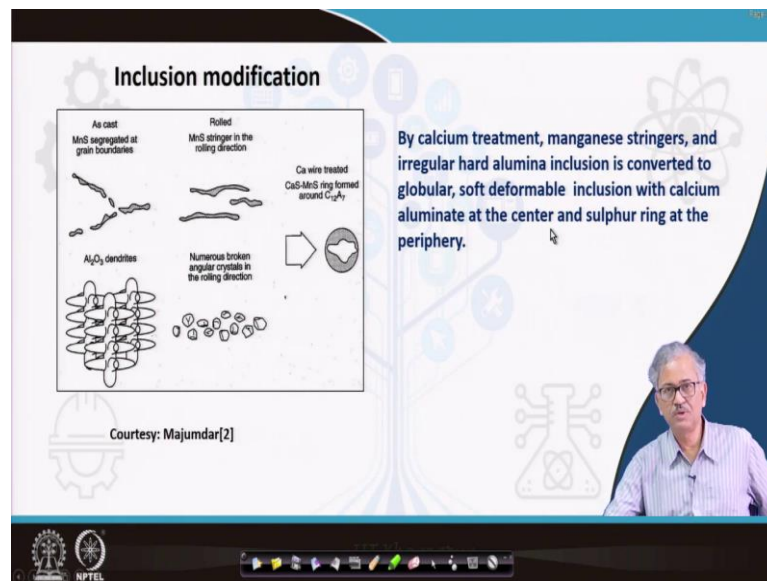 Inclusion modification
As cast
MnS segregated at
grain boundaries
Rolled
MnS stringer in the
rolling direction
Ca wire treated
CaS-MnS ring formed
around C₁₂A₇
Al₂O₃ dendrites
Numerous broken
angular crystals in
the rolling direction
Courtesy: Majumdar[2]
By calcium treatment, manganese stringers, and
irregular hard alumina inclusion is converted to
globular, soft deformable inclusion with calcium
aluminate at the center and sulphur ring at the
periphery.
NPTEL